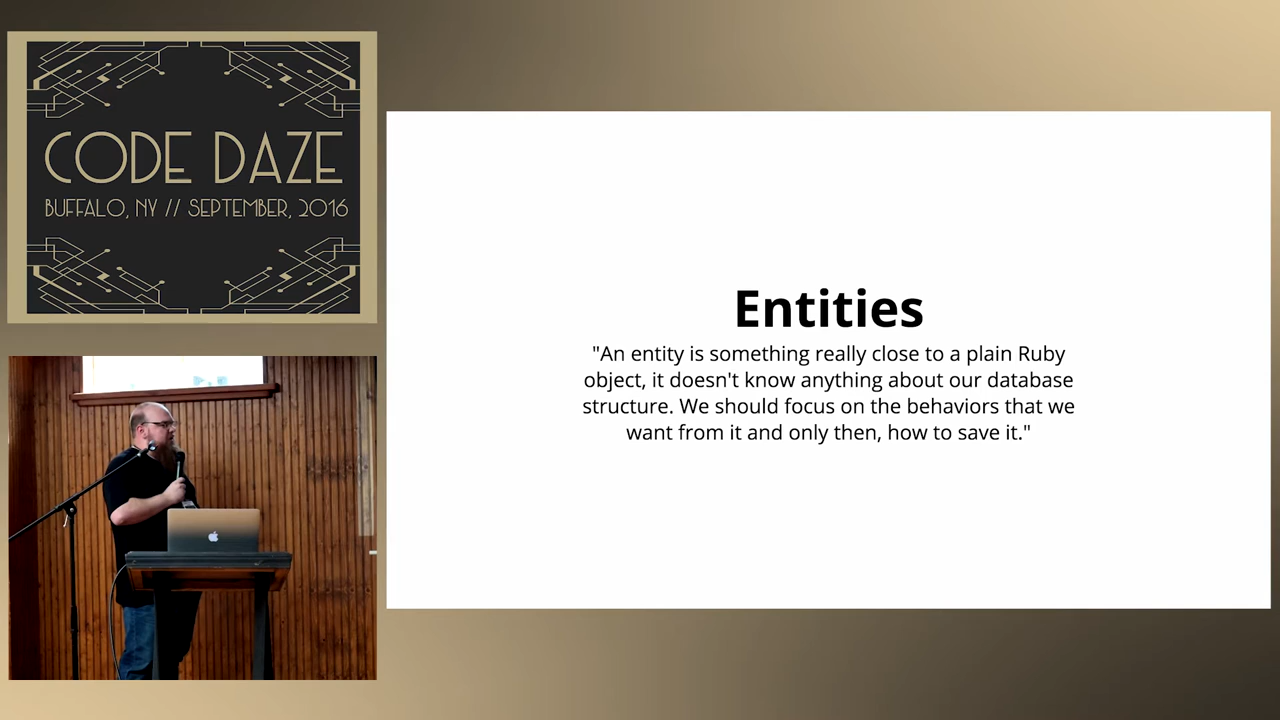 CODE DAZE
BUFFALO, NY // SEPTEMBER, 2016
Entities
"An entity is something really close to a plain Ruby
object, it doesn't know anything about our database
structure. We should focus on the behaviors that we
want from it and only then, how to save it."